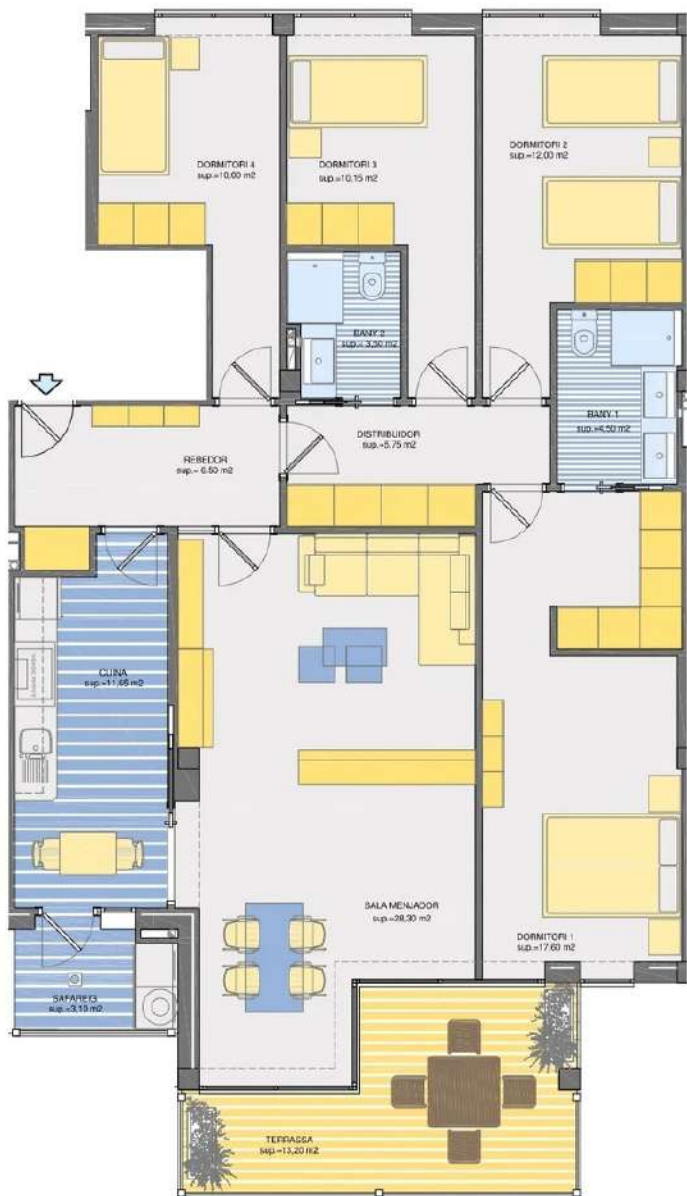 DORMITORI 4
sup.=10,00 m2
DORMITORI 3
sup.=10,15 m2
DORMITORI 2
sup.=12,00 m2
BANY 2
sup.= 3,50 m2
BANY 1
sup.=4,50 m2
REBEDOR
sup.= 6.50 m2
DISTRIBUIDOR
sup.=5,75 m2
CUINA
sup.=11,65 m2
SALA MENJADOR
sup.=28,30 m2
DORMITORI 1
sup.=17,60 m2
SAFAREIG
sup.=3,10 m2
TERRASSA
sup.=13,20 m2